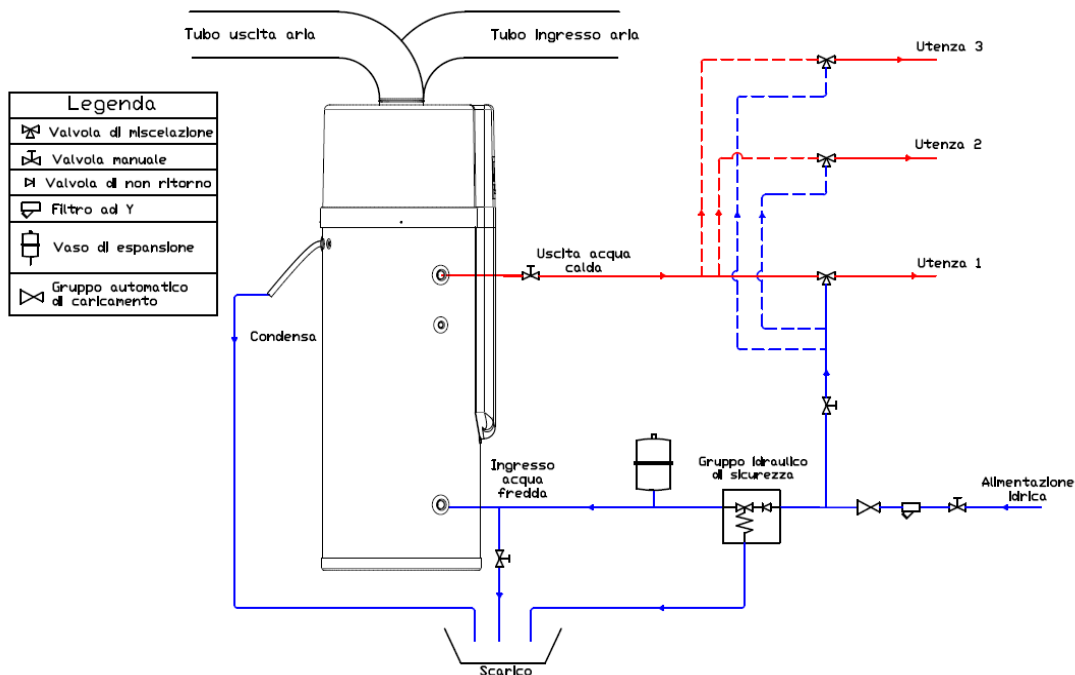 Tubo uscita aria
Tubo ingresso aria
Utenza 3
Legenda
Valvola di miscelazione
Valvola manuale
Valvola di non ritorno
Filtro ad Y
Vaso di espansione
Gruppo automatico
di caricamento
Utenza 2
Uscita acqua
calda
Utenza 1
Condensa
Ingresso
acqua
fredda
Gruppo idraulico
di sicurezza
Alimentazione
idrica
Scarico